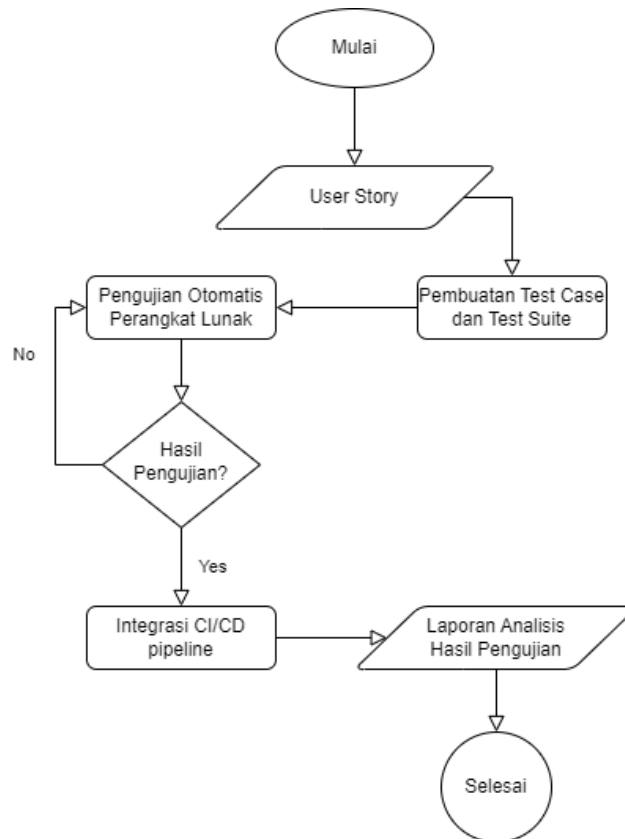 Mulai
User Story
Pembuatan Test Case
dan Test Suite
Pengujian Otomatis
Perangkat Lunak
No
Hasil
Pengujian?
Yes
Integrasi CI/CD
pipeline
Laporan Analisis
Hasil Pengujian
Selesai